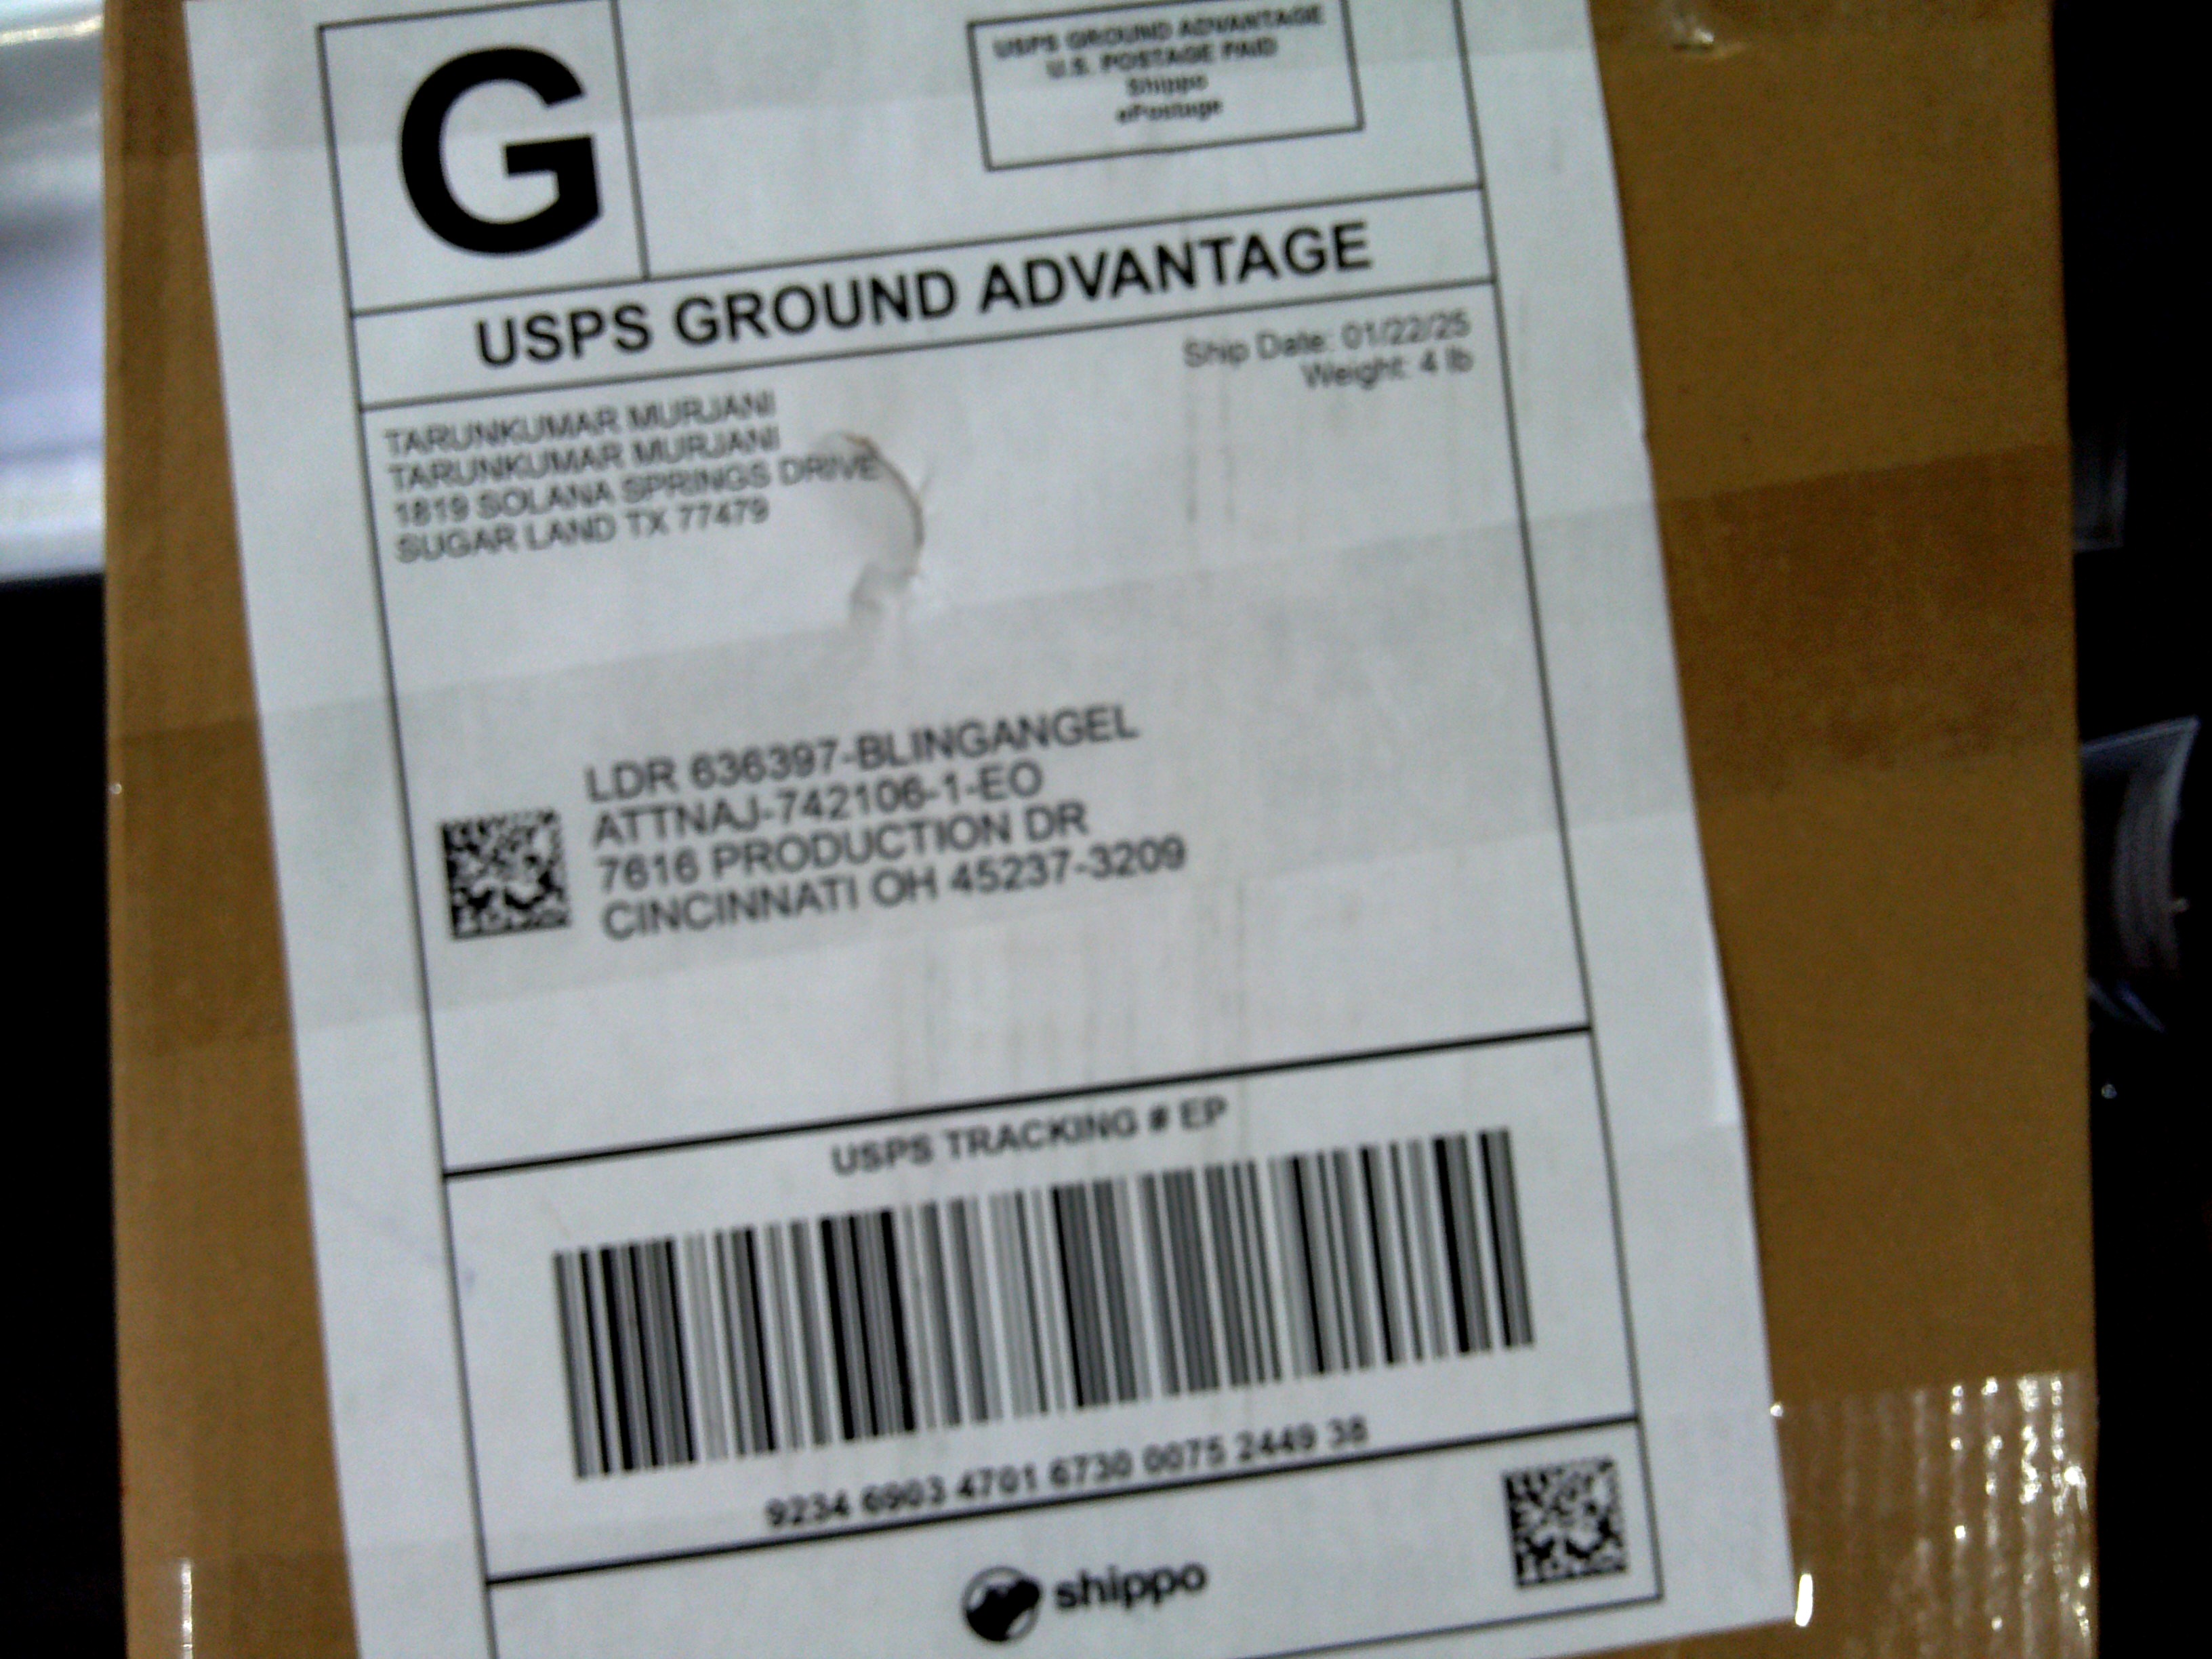 G
USPS GROUND ADVANTAGE
U.S. POSTAGE PAID
Shippo
ePostage
USPS GROUND ADVANTAGE
Ship Date: 01/22/25
Weight: 4 lb
TARUNKUMAR MURJANI
TARUNKUMAR MURJANI
1819 SOLANA SPRINGS DRIVE
SUGAR LAND TX 77479
LDR 636397-BLINGANGEL
ATTNAJ-742106-1-EO
7616 PRODUCTION DR
CINCINNATI OH 45237-3209
USPS TRACKING # EP
9234 6903 4701 6730 0075 2449 38
shippo